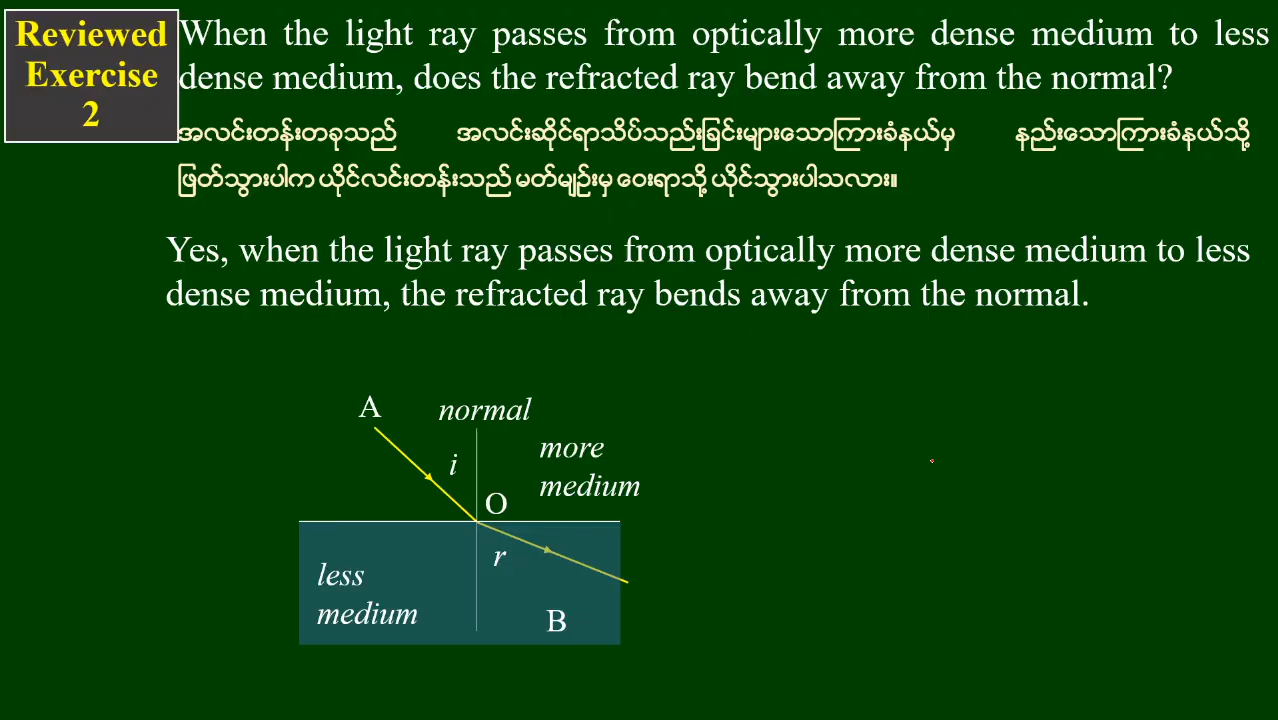 Reviewed
Exercise
2
When the light ray passes from optically more dense medium to less
dense medium, does the refracted ray bend away from the normal?
အလင်းတန်းတခုသည် အလင်းဆိုင်ရာသိပ်သည်းခြင်းများသောကြားခံနယ်မှ နည်းသောကြားခံနယ်သို့
ဖြတ်သွားပါက ယိုင်လင်းတန်းသည် မတ်မျဉ်းမှ ဝေးရာသို့ ယိုင်သွားပါသလား။
Yes, when the light ray passes from optically more dense medium to less
dense medium, the refracted ray bends away from the normal.
A
normal
more
medium
i
O
r
less
medium
B